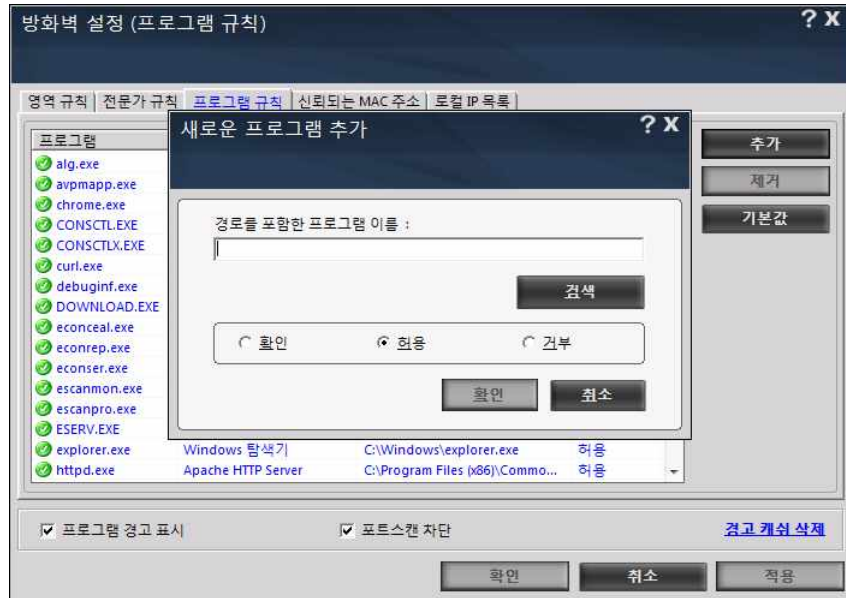 방화벽 설정 (프로그램 규칙)
? X
영역 규칙 | 전문가 규칙 | 프로그램 규칙 | 신뢰되는 MAC 주소 | 로컬 IP 목록
새로운 프로그램 추가
? X
프로그램
추가
제거
기본값
alg.exe
avpmapp.exe
chrome.exe
CONSCTL.EXE
CONSCTLX.EXE
curl.exe
debuginf.exe
DOWNLOAD.EXE
econceal.exe
econrep.exe
econser.exe
escanmon.exe
escanpro.exe
ESERV.EXE
경로를 포함한 프로그램 이름 :
검색
확인 허용 거부
확인 취소
explorer.exe Windows 탐색기 C:\Windows\explorer.exe 허용
httpd.exe Apache HTTP Server C:\Program Files (x86)\Commo... 허용
프로그램 경고 표시 포트스캔 차단 경고 캐쉬 삭제
확인 취소 적용